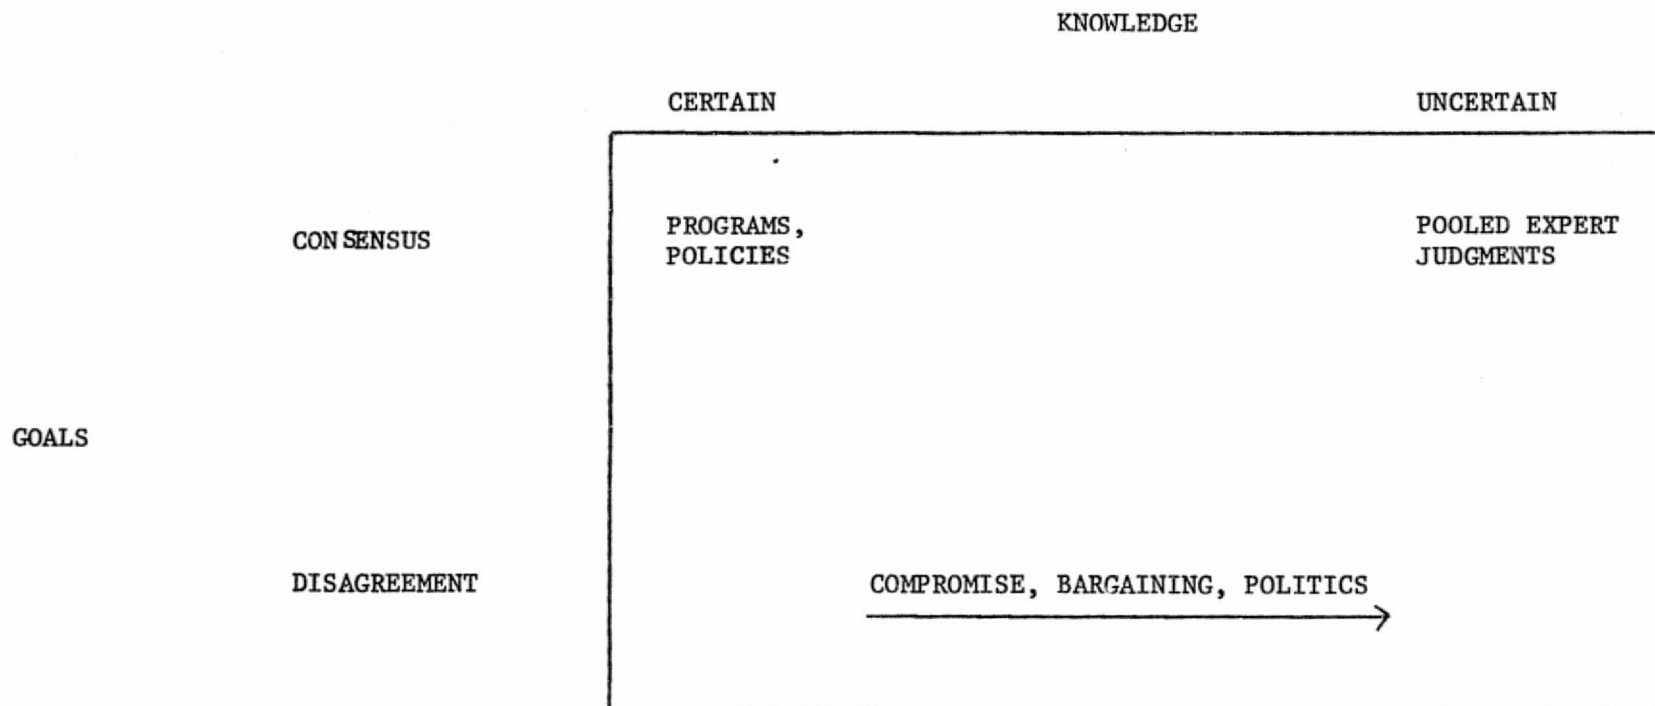 KNOWLEDGE
CERTAIN UNCERTAIN
CONSENSUS
PROGRAMS,
POLICIES
POOLED EXPERT
JUDGMENTS
GOALS
DISAGREEMENT
COMPROMISE, BARGAINING, POLITICS